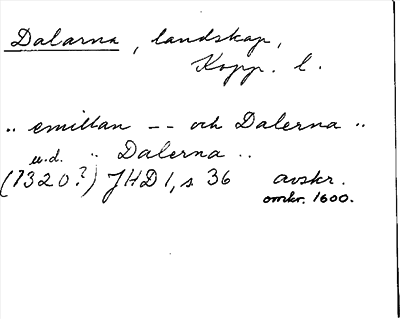 Dalarna, landskap,
Kopp. l.
.. emillan -- och Dalerna ..
u.d. .. Dalerna ..
(1320?) JHD 1, s 36 avskr.
omkr. 1600.